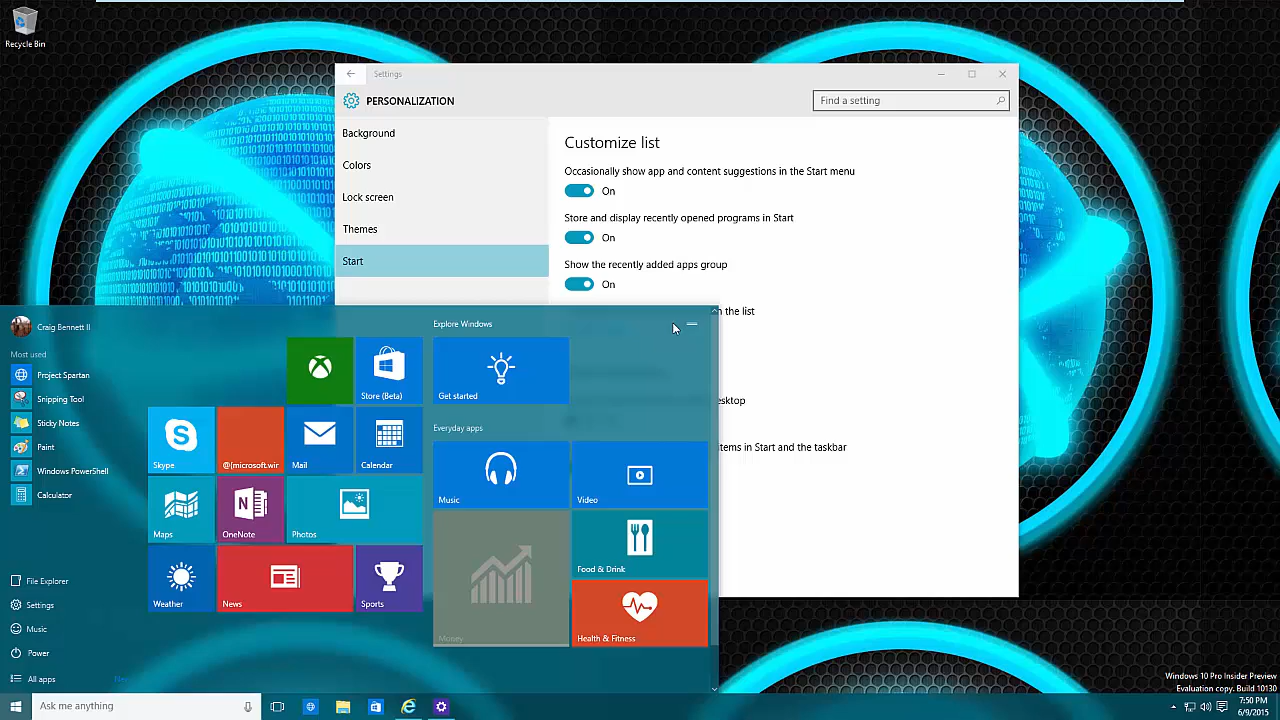 Recycle Bin
Settings
PERSONALIZATION
Find a setting
Background
Colors
Lock screen
Themes
Start
Customize list
Occasionally show app and content suggestions in the Start menu
On
Store and display recently opened programs in Start
On
Show the recently added apps group
On
n the list
esktop
tems in Start and the taskbar
Craig Bennett II
Most used
Project Spartan
Snipping Tool
Sticky Notes
Paint
Windows PowerShell
Calculator
File Explorer
Settings
Music
Power
All apps
Store (Beta)
Skype
@{microsoft.wir
Mail
Calendar
Maps
OneNote
Photos
Weather
News
Sports
Explore Windows
Get started
Everyday apps
Music
Video
Money
Food & Drink
Health & Fitness
Windows 10 Pro Insider Preview
Evaluation copy. Build 10130
Ask me anything
7:50 PM
6/9/2015